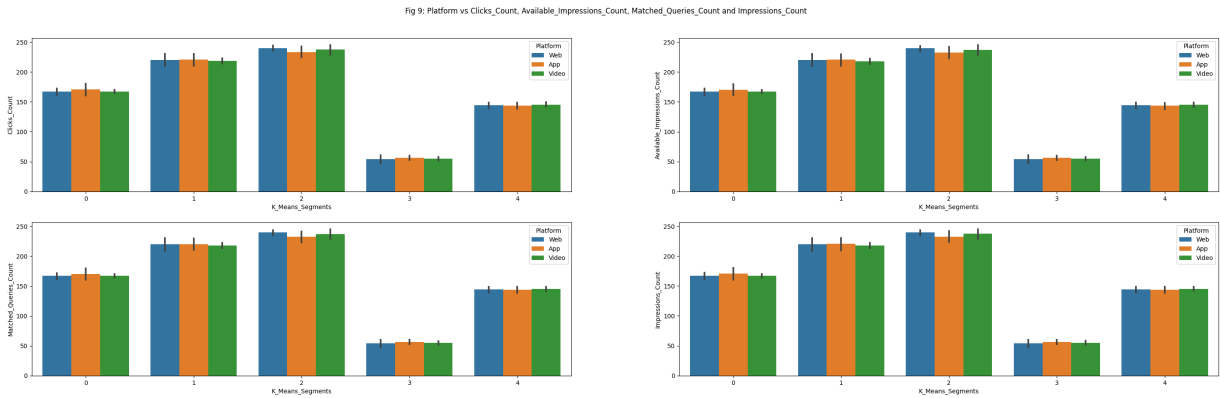 Fig 9: Platform vs Clicks_Count, Available_Impressions_Count, Matched_Queries_Count and Impressions_Count
Clicks_Count
250
200
150
100
50
0
0 1 2 3 4
K_Means_Segments
Platform
Web
App
Video
Available_Impressions_Count
250
200
150
100
50
0
0 1 2 3 4
K_Means_Segments
Platform
Web
App
Video
Matched_Queries_Count
250
200
150
100
50
0
0 1 2 3 4
K_Means_Segments
Platform
Web
App
Video
Impressions_Count
250
200
150
100
50
0
0 1 2 3 4
K_Means_Segments
Platform
Web
App
Video